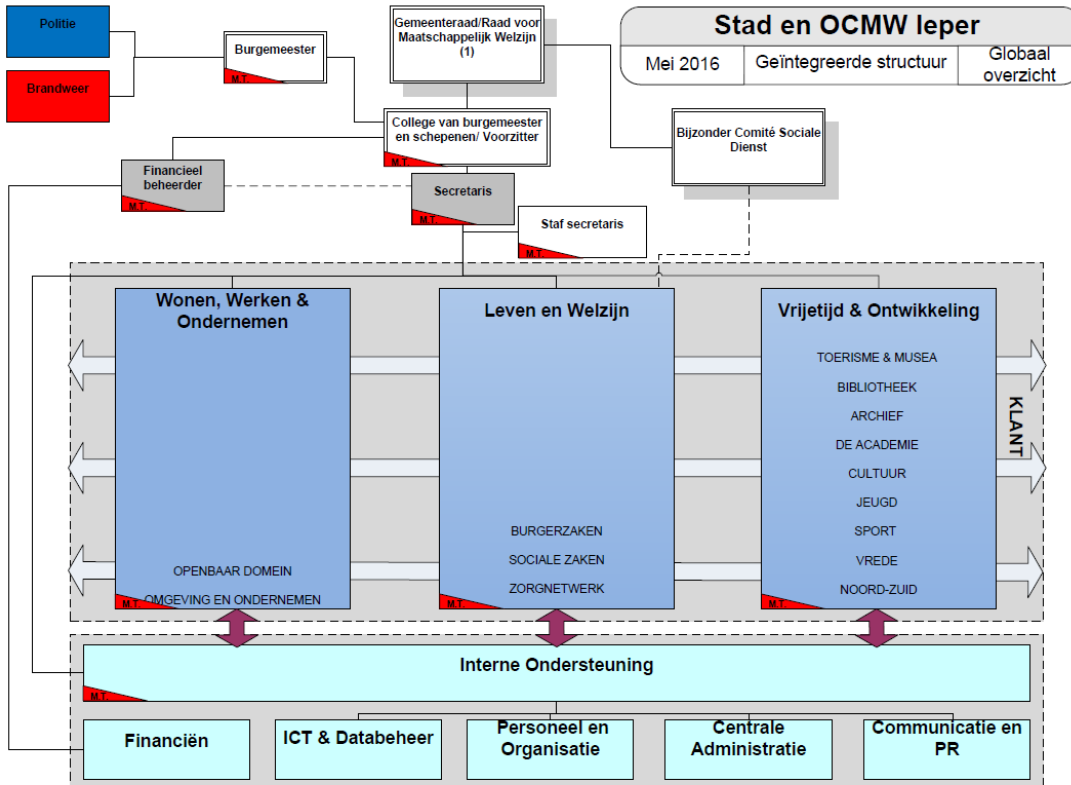 Politie
Brandweer
Burgemeester
M.T.
Gemeenteraad/Raad voor
Maatschappelijk Welzijn
(1)
Stad en OCMW Ieper
Mei 2016
Geïntegreerde structuur
Globaal
overzicht
College van burgemeester
en schepenen/ Voorzitter
M.T.
Bijzonder Comité Sociale
Dienst
Financieel
beheerder
M.T.
Secretaris
M.T.
Staf secretaris
M.T.
Wonen, Werken &
Ondernemen
OPENBAAR DOMEIN
OMGEVING EN ONDERNEMEN
M.T.
Leven en Welzijn
BURGERZAKEN
SOCIALE ZAKEN
ZORGNETWERK
M.T.
Vrijetijd & Ontwikkeling
TOERISME & MUSEA
BIBLIOTHEEK
ARCHIEF
DE ACADEMIE
CULTUUR
JEUGD
SPORT
VREDE
NOORD-ZUID
M.T.
KLANT
Interne Ondersteuning
M.T.
Financiën
ICT & Databeheer
Personeel en
Organisatie
Centrale
Administratie
Communicatie en
PR